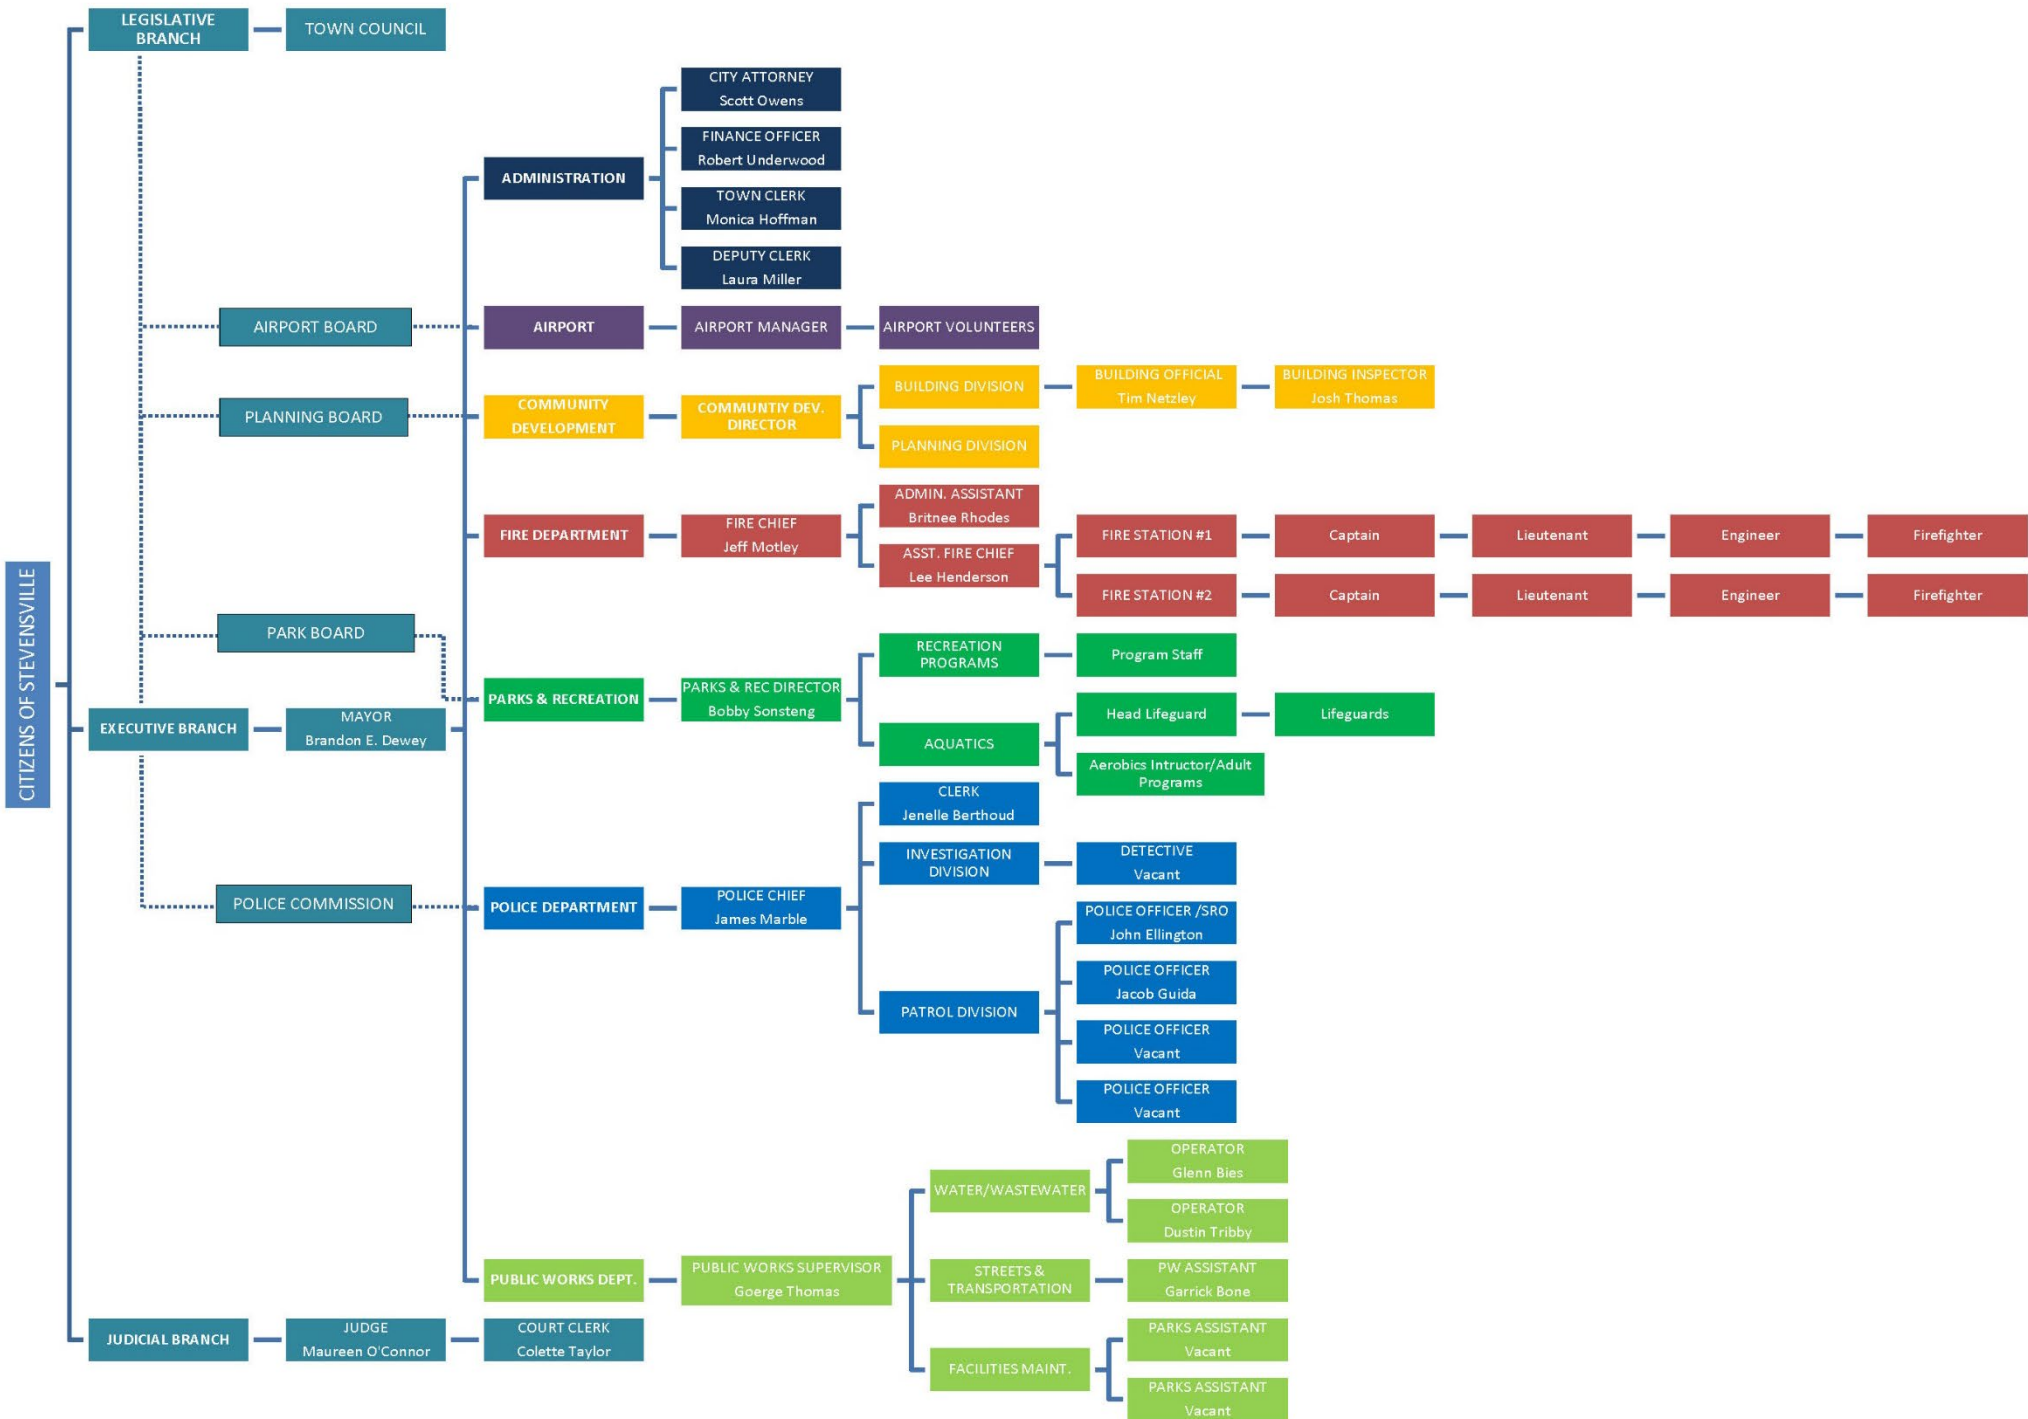 LEGISLATIVE
BRANCH
TOWN COUNCIL
CITY ATTORNEY
Scott Owens
FINANCE OFFICER
Robert Underwood
ADMINISTRATION
TOWN CLERK
Monica Hoffman
DEPUTY CLERK
Laura Miller
AIRPORT BOARD
AIRPORT
AIRPORT MANAGER
AIRPORT VOLUNTEERS
PLANNING BOARD
COMMUNITY
DEVELOPMENT
COMMUNTIY DEV.
DIRECTOR
BUILDING DIVISION
BUILDING OFFICIAL
Tim Netzley
BUILDING INSPECTOR
Josh Thomas
PLANNING DIVISION
FIRE DEPARTMENT
FIRE CHIEF
Jeff Motley
ADMIN. ASSISTANT
Britnee Rhodes
ASST. FIRE CHIEF
Lee Henderson
FIRE STATION #1
Captain
Lieutenant
Engineer
Firefighter
FIRE STATION #2
Captain
Lieutenant
Engineer
Firefighter
CITIZENS OF STEVENSVILLE
PARK BOARD
EXECUTIVE BRANCH
MAYOR
Brandon E. Dewey
PARKS & RECREATION
PARKS & REC DIRECTOR
Bobby Sonsteng
RECREATION
PROGRAMS
Program Staff
AQUATICS
Head Lifeguard
Lifeguards
Aerobics Intructor/Adult
Programs
POLICE COMMISSION
POLICE DEPARTMENT
POLICE CHIEF
James Marble
CLERK
Jenelle Berthoud
INVESTIGATION
DIVISION
DETECTIVE
Vacant
PATROL DIVISION
POLICE OFFICER /SRO
John Ellington
POLICE OFFICER
Jacob Guida
POLICE OFFICER
Vacant
POLICE OFFICER
Vacant
PUBLIC WORKS DEPT.
PUBLIC WORKS SUPERVISOR
Goerge Thomas
WATER/WASTEWATER
OPERATOR
Glenn Bies
OPERATOR
Dustin Tribby
STREETS &
TRANSPORTATION
PW ASSISTANT
Garrick Bone
FACILITIES MAINT.
PARKS ASSISTANT
Vacant
PARKS ASSISTANT
Vacant
JUDICIAL BRANCH
JUDGE
Maureen O'Connor
COURT CLERK
Colette Taylor